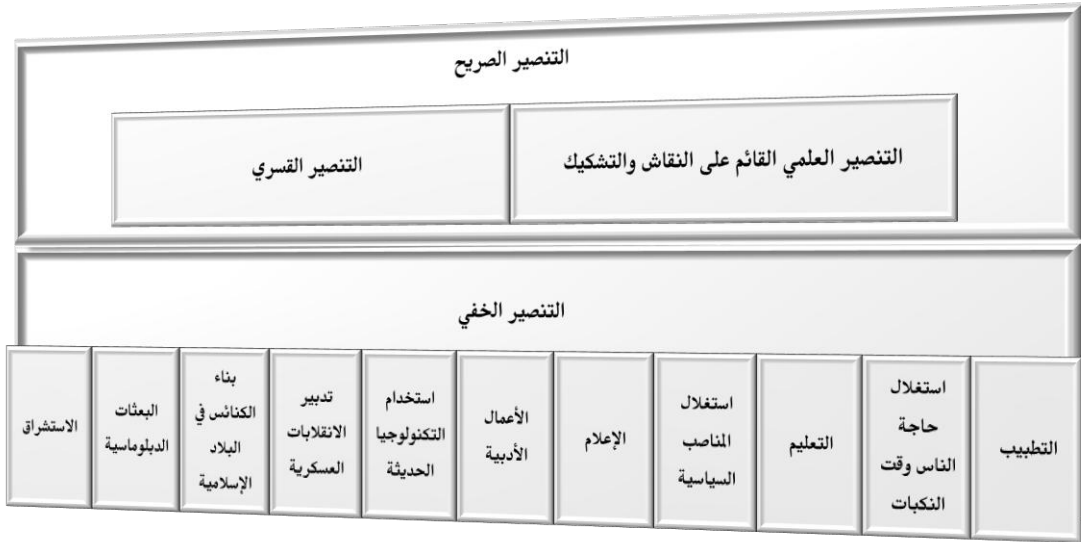 التنصير الصريح
التنصير العلمي القائم على النقاش والتشكيك
التنصير القسري
التنصير الخفي
التطبيب
استغلال
حاجة
الناس وقت
النكبات
التعليم
استغلال
المناصب
السياسية
الإعلام
الأعمال
الأدبية
استخدام
التكنولوجيا
الحديثة
تدبير
الانقلابات
العسكرية
بناء
الكنائس في
البلاد
الإسلامية
البعثات
الدبلوماسية
الاستشراق